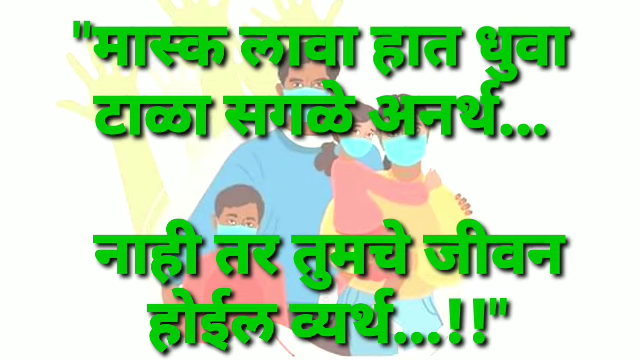 "मास्क लावा हात धुवा
टाळा सगळे अनर्थ...
नाही तर तुमचे जीवन
होईल व्यर्थ...!!"